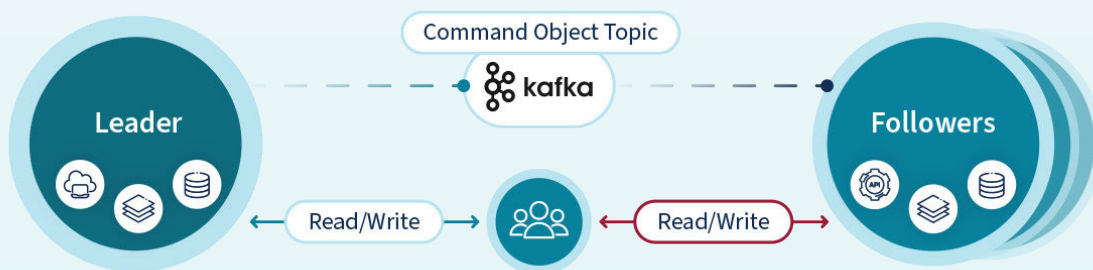 Command Object Topic
kafka
Leader
Followers
API
Read/Write
Read/Write